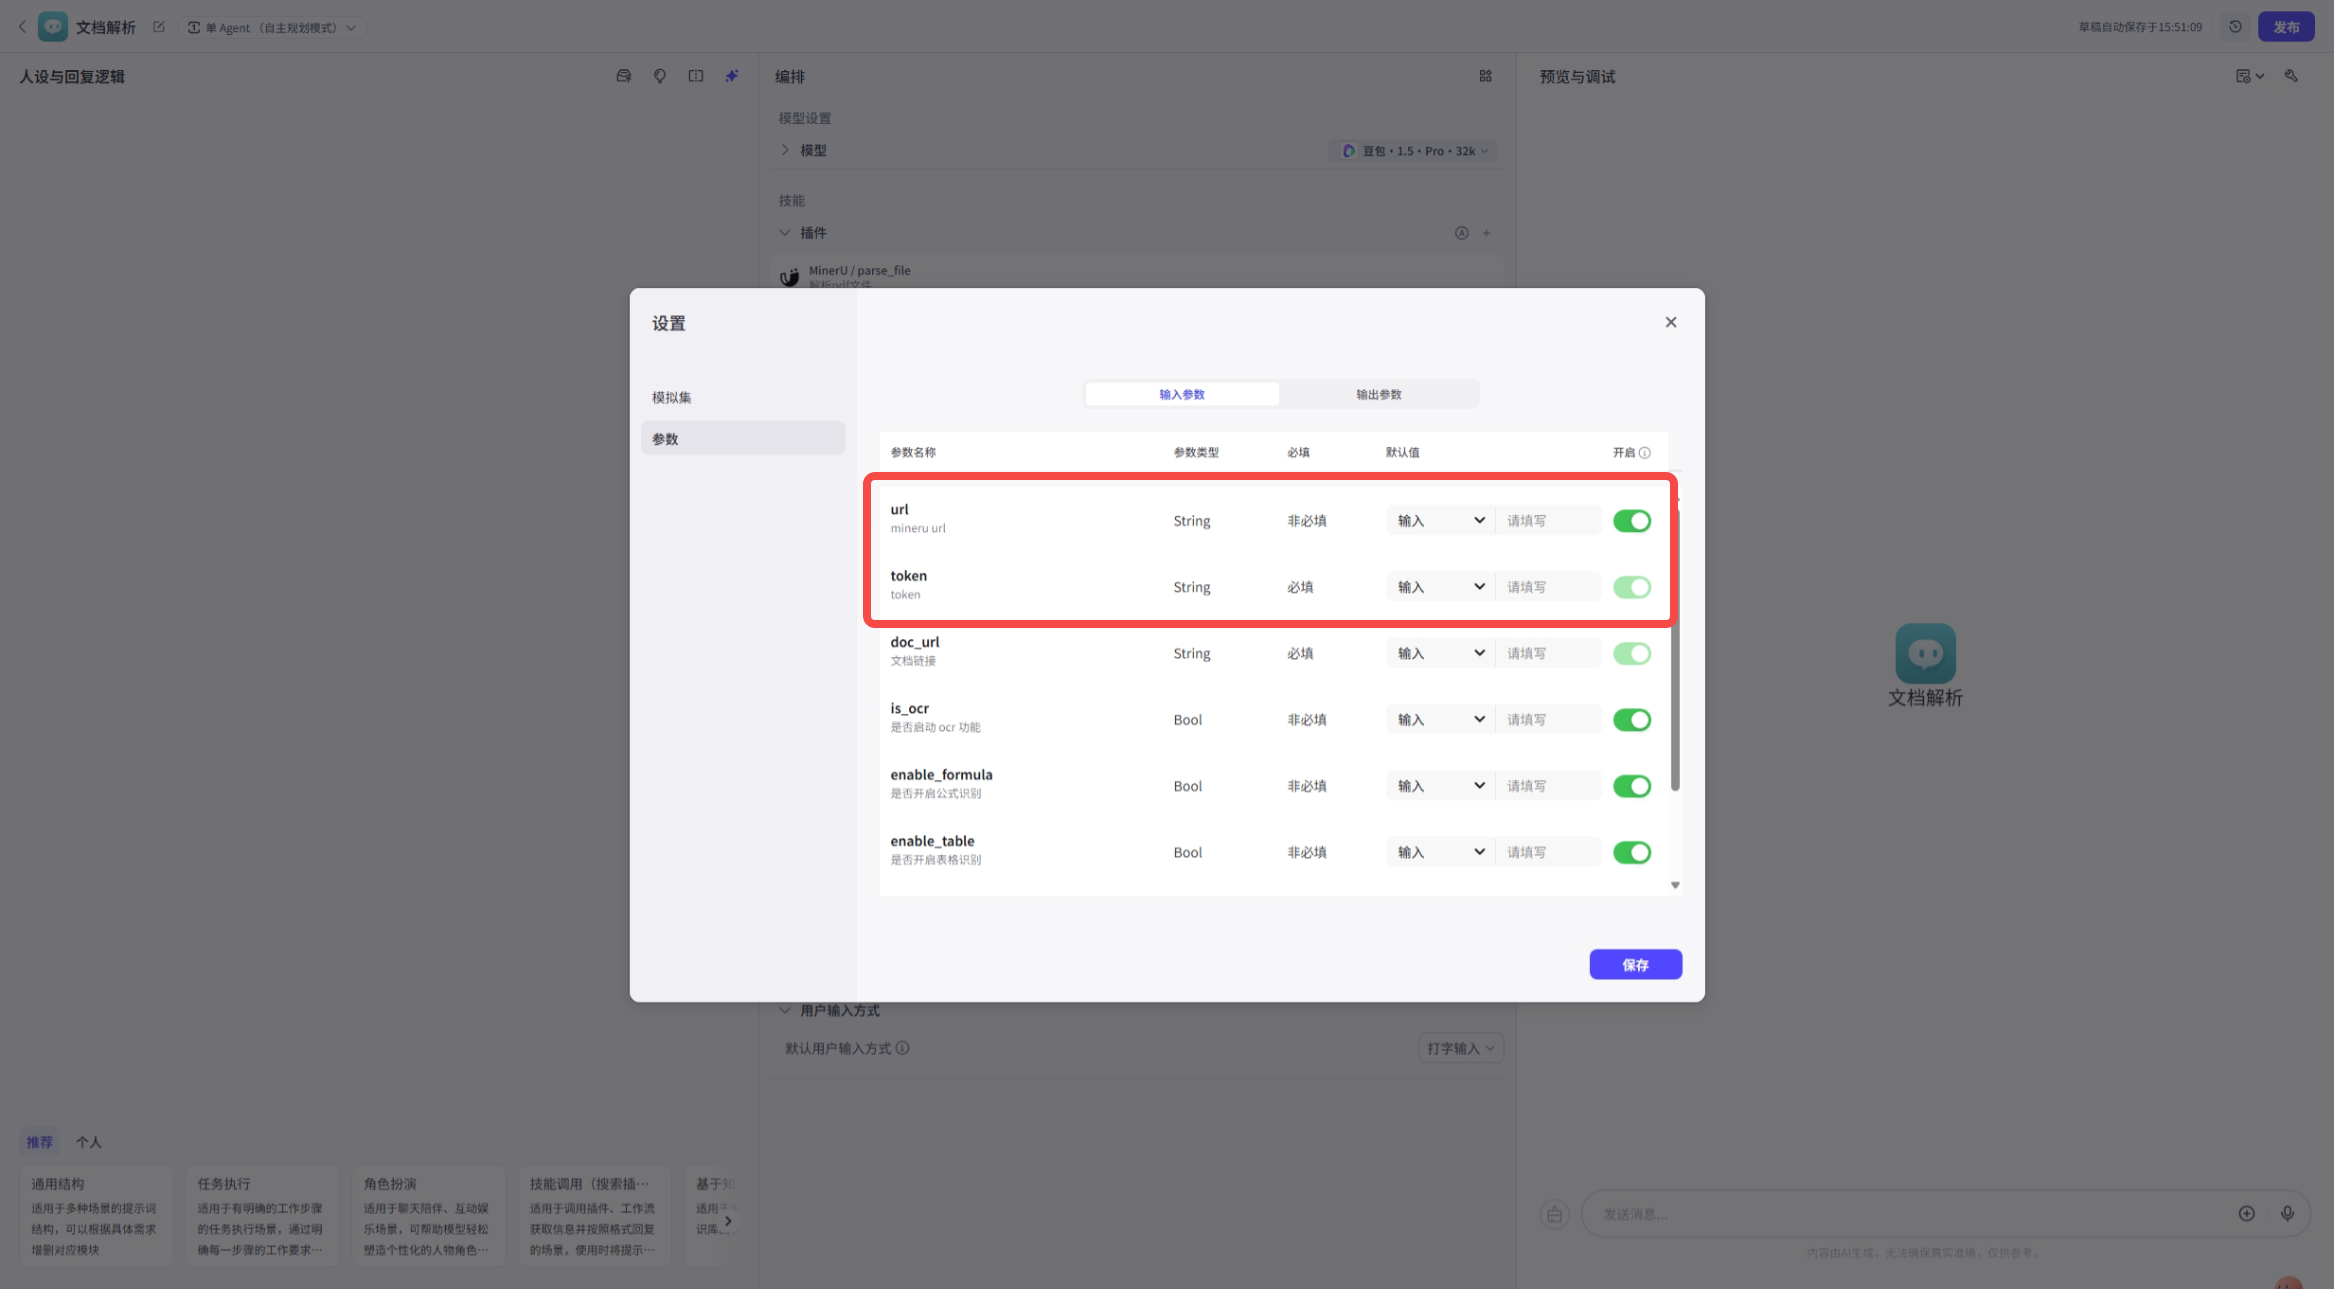 文档解析
单 Agent （自主规划模式）
草稿自动保存于15:51:09
发布
人设与回复逻辑
编排
预览与调试
模型设置
模型
豆包・1.5・Pro・32k
技能
插件
MinerU / parse_file
解析pdf文件
设置
模拟集
参数
输入参数
输出参数
参数名称
参数类型
必填
默认值
开启
url
mineru url
String
非必填
输入
请填写
token
token
String
必填
输入
请填写
doc_url
文档链接
String
必填
输入
请填写
is_ocr
是否启动 ocr 功能
Bool
非必填
输入
请填写
enable_formula
是否开启公式识别
Bool
非必填
输入
请填写
enable_table
是否开启表格识别
Bool
非必填
输入
请填写
保存
文档解析
用户输入方式
默认用户输入方式
打字输入
推荐
个人
通用结构
适用于多种场景的提示词
结构，可以根据具体需求
增删对应模块
任务执行
适用于有明确的工作步骤
的任务执行场景，通过明
确每一步骤的工作要求…
角色扮演
适用于聊天陪伴、互动娱
乐场景，可帮助模型轻松
塑造个性化的人物角色…
技能调用（搜索插…
适用于调用插件、工作流
获取信息并按照格式回复
的场景，使用时将提示…
基于知
适用于
识库
发送消息...
内容由AI生成，无法确保真实准确，仅供参考。